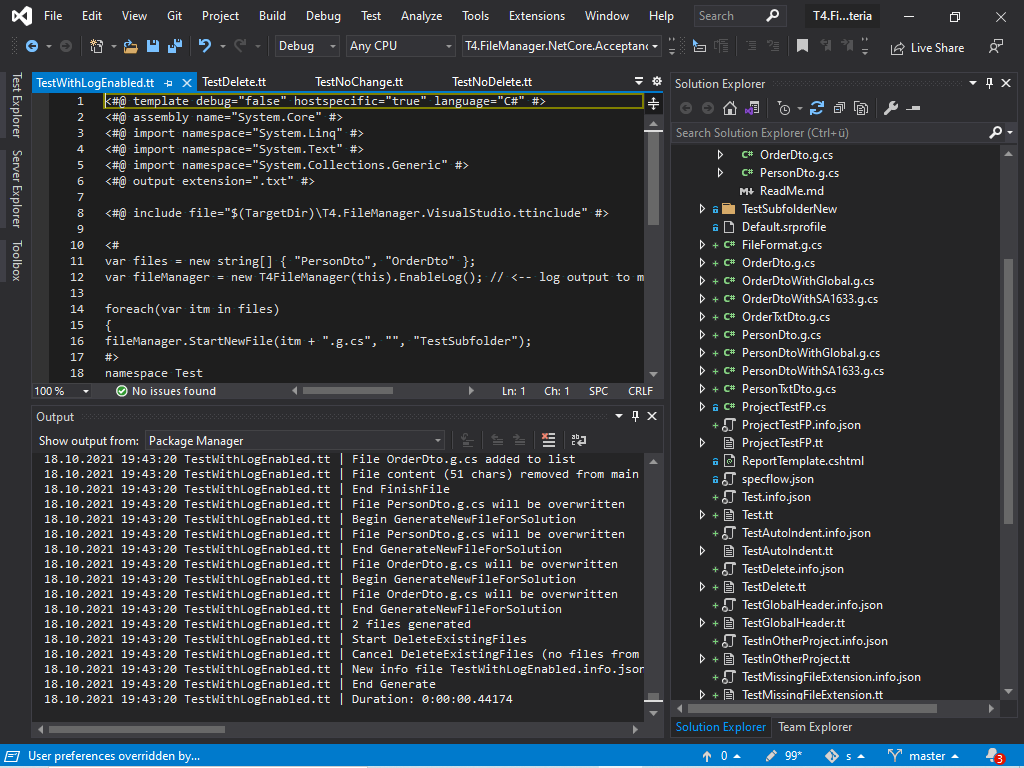 File Edit View Git Project Build Debug Test Analyze Tools Extensions Window Help Search T4.Fi...teria
Debug Any CPU T4.FileManager.NetCore.Acceptanc Live Share
Test Explorer
Server Explorer
Toolbox
TestWithLogEnabled.tt TestDelete.tt TestNoChange.tt TestNoDelete.tt
1 <#@ template debug="false" hostspecific="true" language="C#" #>
2 <#@ assembly name="System.Core" #>
3 <#@ import namespace="System.Linq" #>
4 <#@ import namespace="System.Text" #>
5 <#@ import namespace="System.Collections.Generic" #>
6 <#@ output extension=".txt" #>
7
8 <#@ include file="$(TargetDir)\T4.FileManager.VisualStudio.ttinclude" #>
9
10 <#
11 var files = new string[] { "PersonDto", "OrderDto" };
12 var fileManager = new T4FileManager(this).EnableLog(); // <-- log output to m
13
14 foreach(var itm in files)
15 {
16 fileManager.StartNewFile(itm + ".g.cs", "", "TestSubfolder");
17 #>
18 namespace Test
100 % No issues found Ln: 1 Ch: 1 SPC CRLF
Output
Show output from: Package Manager
18.10.2021 19:43:20 TestWithLogEnabled.tt | File OrderDto.g.cs added to list
18.10.2021 19:43:20 TestWithLogEnabled.tt | File content (51 chars) removed from main
18.10.2021 19:43:20 TestWithLogEnabled.tt | End FinishFile
18.10.2021 19:43:20 TestWithLogEnabled.tt | File PersonDto.g.cs will be overwritten
18.10.2021 19:43:20 TestWithLogEnabled.tt | Begin GenerateNewFileForSolution
18.10.2021 19:43:20 TestWithLogEnabled.tt | File PersonDto.g.cs will be overwritten
18.10.2021 19:43:20 TestWithLogEnabled.tt | End GenerateNewFileForSolution
18.10.2021 19:43:20 TestWithLogEnabled.tt | File OrderDto.g.cs will be overwritten
18.10.2021 19:43:20 TestWithLogEnabled.tt | Begin GenerateNewFileForSolution
18.10.2021 19:43:20 TestWithLogEnabled.tt | File OrderDto.g.cs will be overwritten
18.10.2021 19:43:20 TestWithLogEnabled.tt | End GenerateNewFileForSolution
18.10.2021 19:43:20 TestWithLogEnabled.tt | 2 files generated
18.10.2021 19:43:20 TestWithLogEnabled.tt | Start DeleteExistingFiles
18.10.2021 19:43:20 TestWithLogEnabled.tt | Cancel DeleteExistingFiles (no files from
18.10.2021 19:43:20 TestWithLogEnabled.tt | New info file TestWithLogEnabled.info.json
18.10.2021 19:43:20 TestWithLogEnabled.tt | End Generate
18.10.2021 19:43:20 TestWithLogEnabled.tt | Duration: 0:00:00.44174
Solution Explorer
Search Solution Explorer (Ctrl+ü)
C# OrderDto.g.cs
C# PersonDto.g.cs
M↓ ReadMe.md
TestSubfolderNew
Default.srprofile
+ C# FileFormat.g.cs
+ C# OrderDto.g.cs
+ C# OrderDtoWithGlobal.g.cs
+ C# OrderDtoWithSA1633.g.cs
+ C# OrderTxtDto.g.cs
+ C# PersonDto.g.cs
+ C# PersonDtoWithGlobal.g.cs
+ C# PersonDtoWithSA1633.g.cs
+ C# PersonTxtDto.g.cs
C# ProjectTestFP.cs
+ ProjectTestFP.info.json
ProjectTestFP.tt
ReportTemplate.cshtml
specflow.json
+ Test.info.json
+ Test.tt
+ TestAutoIndent.info.json
TestAutoIndent.tt
+ TestDelete.info.json
+ TestDelete.tt
+ TestGlobalHeader.info.json
+ TestGlobalHeader.tt
+ TestInOtherProject.info.json
+ TestInOtherProject.tt
+ TestMissingFileExtension.info.json
+ TestMissingFileExtension.tt
Solution Explorer Team Explorer
User preferences overridden by... 0 99* s master 3